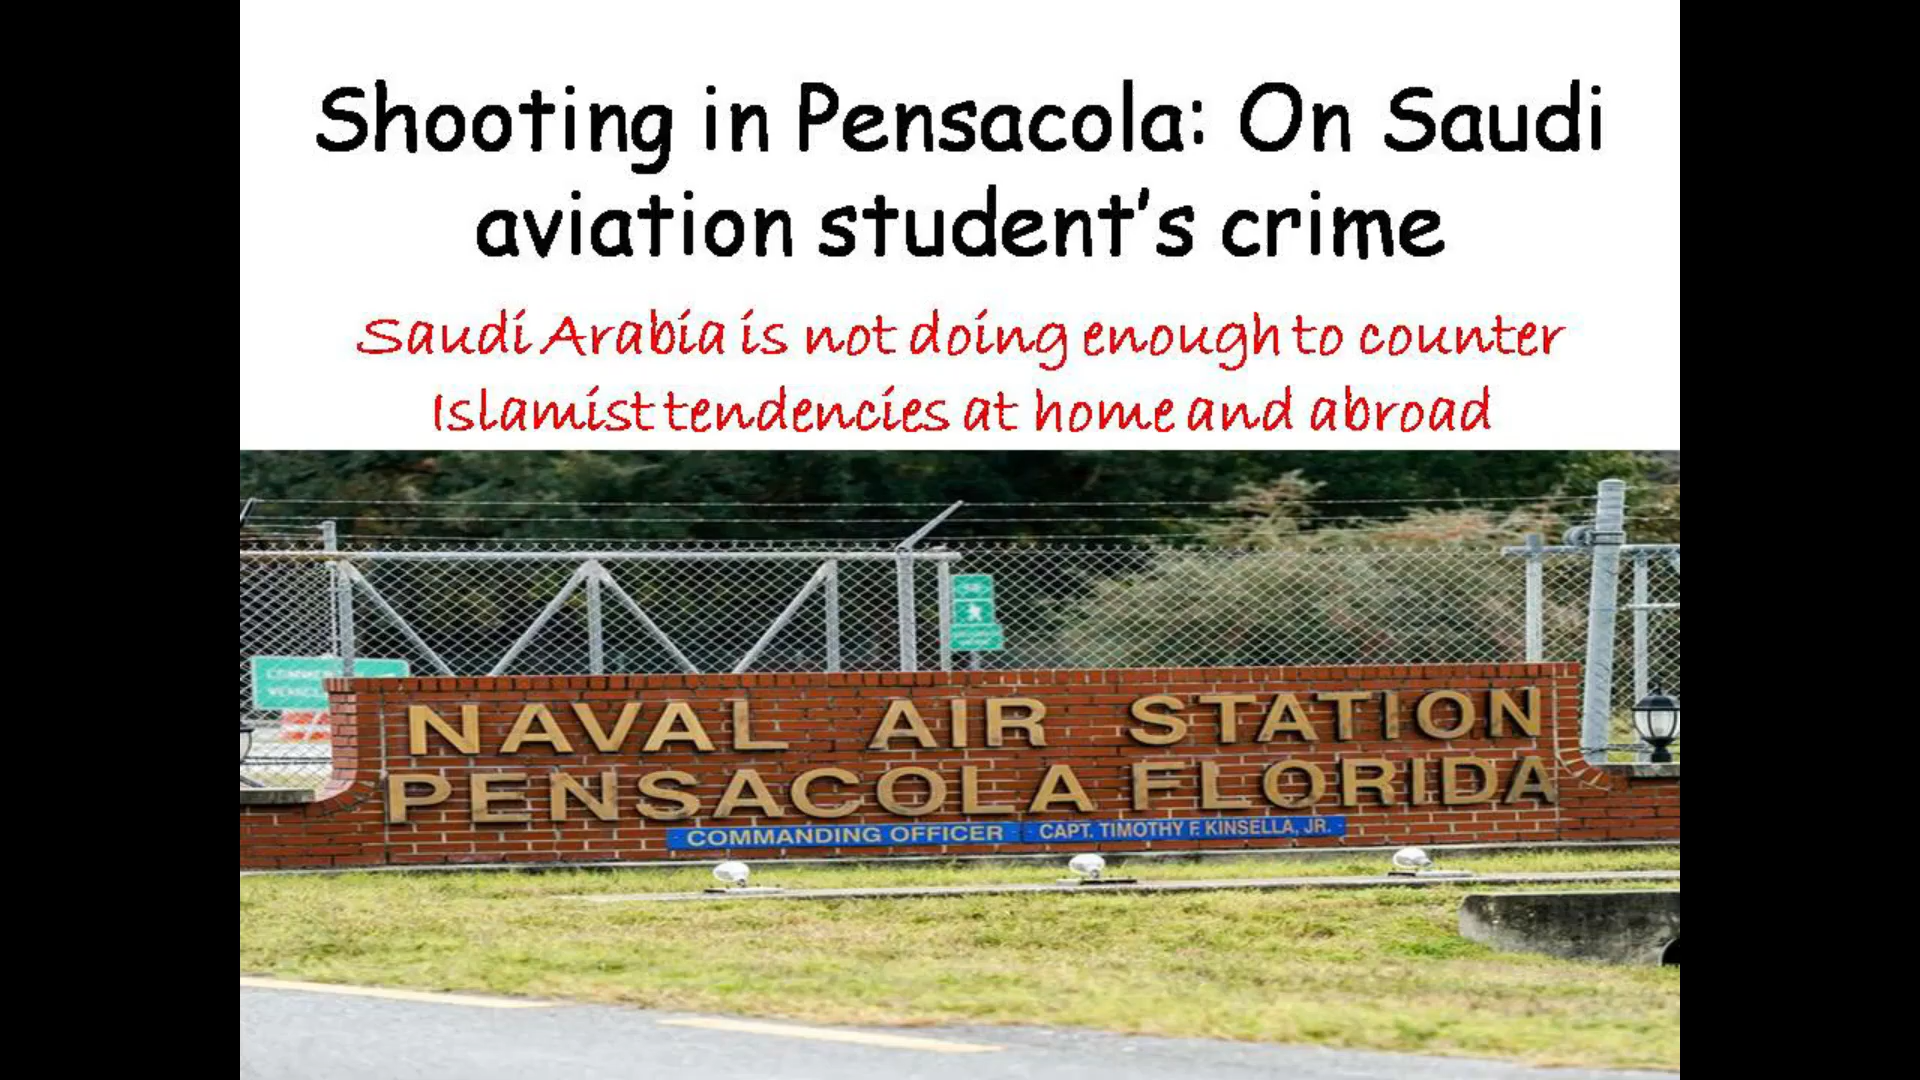 Shooting in Pensacola: On Saudi
aviation student's crime
Saudi Arabia is not doing enough to counter
Islamist tendencies at home and abroad
NAVAL AIR STATION
PENSACOLA FLORIDA
COMMANDING OFFICER CAPT. TIMOTHY F. KINSELLA, JR.